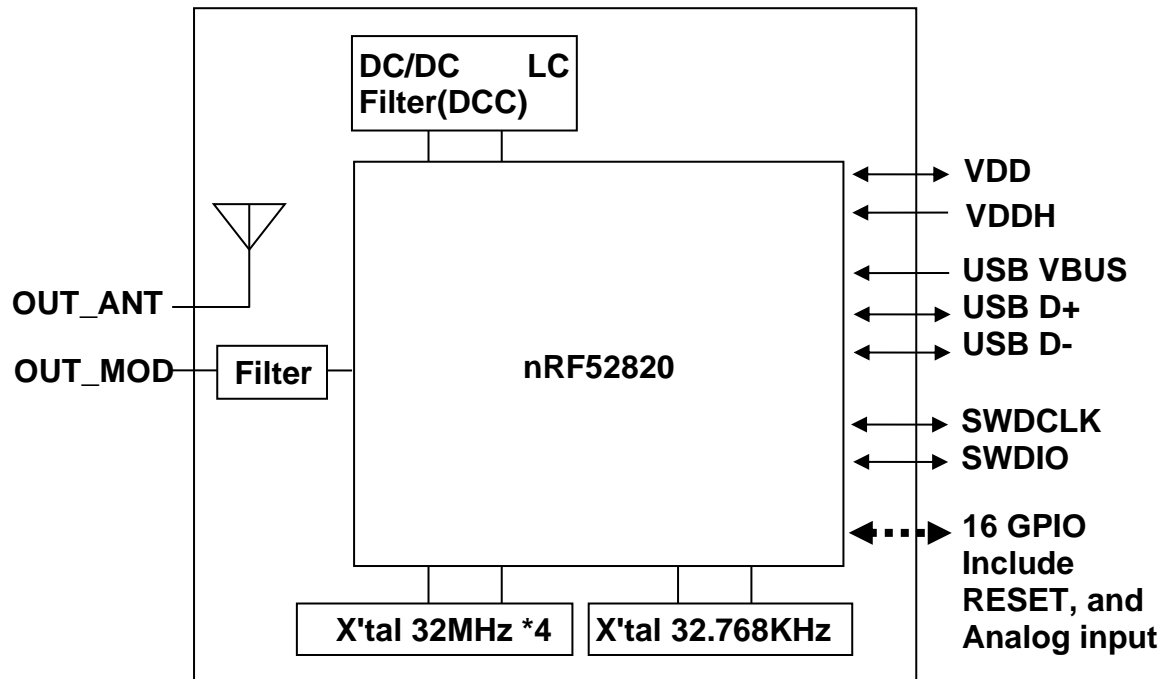 DC/DC LC
Filter(DCC)
VDD
VDDH
USB VBUS
USB D+
USB D-
OUT_ANT
OUT_MOD
Filter
nRF52820
SWDCLK
SWDIO
16 GPIO
Include
RESET, and
Analog input
X'tal 32MHz *4
X'tal 32.768KHz